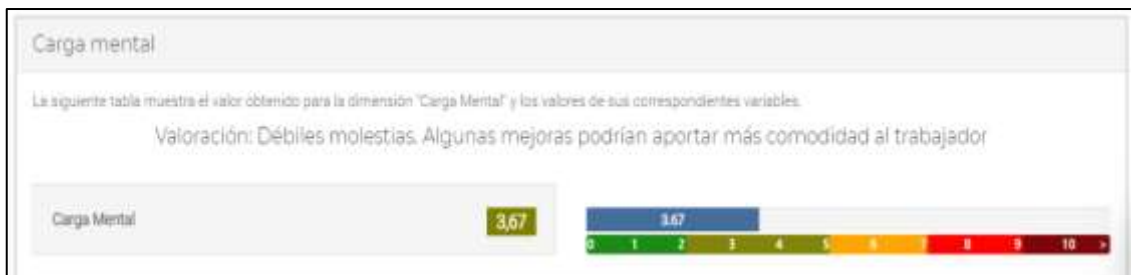 Carga mental
La siguiente tabla muestra el valor obtenido para la dimensión "Carga Mental" y los valores de sus correspondientes variables.
Valoración: Débiles molestias. Algunas mejoras podrían aportar más comodidad al trabajador
Carga Mental 3,67 3.67
0 1 2 3 4 5 6 7 8 9 10 >